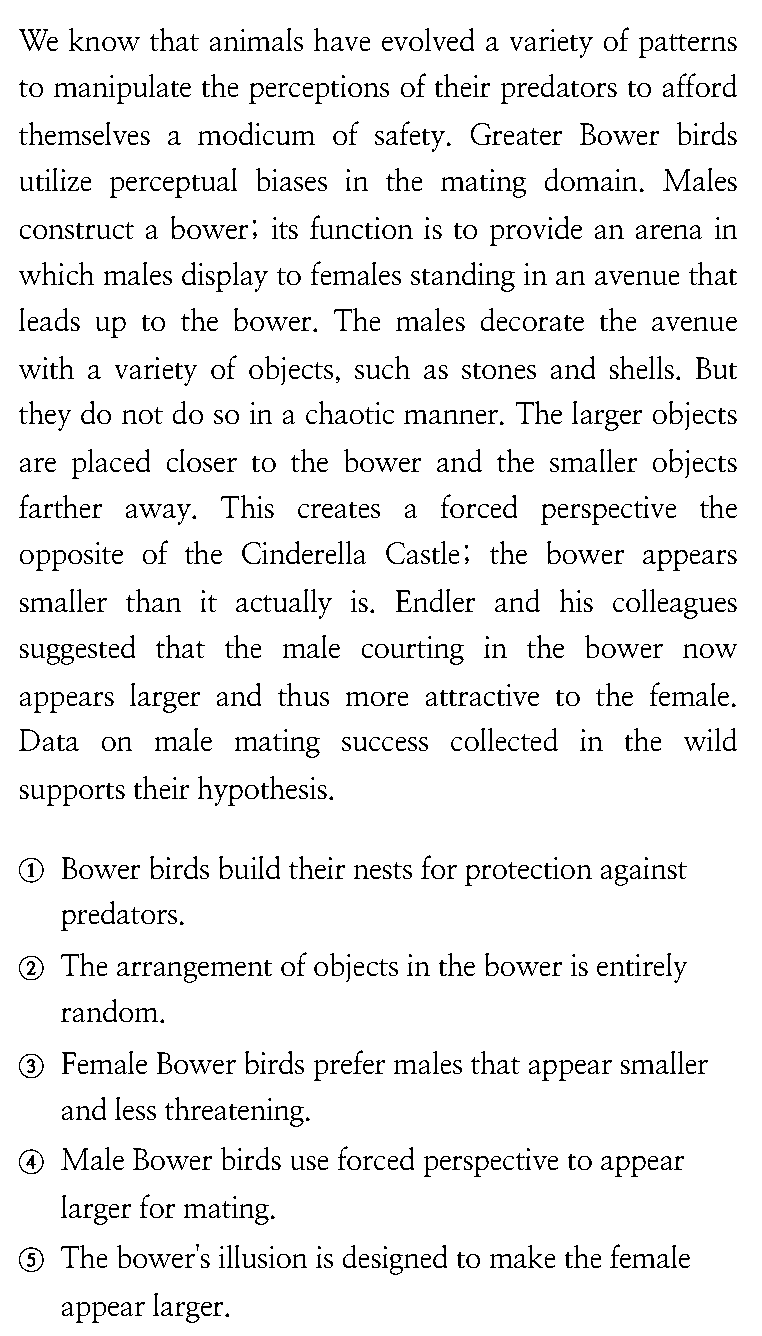 We know that animals have evolved a variety of patterns
to manipulate the perceptions of their predators to afford
themselves a modicum of safety. Greater Bower birds
utilize perceptual biases in the mating domain. Males
construct a bower; its function is to provide an arena in
which males display to females standing in an avenue that
leads up to the bower. The males decorate the avenue
with a variety of objects, such as stones and shells. But
they do not do so in a chaotic manner. The larger objects
are placed closer to the bower and the smaller objects
farther away. This creates a forced perspective the
opposite of the Cinderella Castle; the bower appears
smaller than it actually is. Endler and his colleagues
suggested that the male courting in the bower now
appears larger and thus more attractive to the female.
Data on male mating success collected in the wild
supports their hypothesis.
① Bower birds build their nests for protection against
predators.
② The arrangement of objects in the bower is entirely
random.
③ Female Bower birds prefer males that appear smaller
and less threatening.
④ Male Bower birds use forced perspective to appear
larger for mating.
⑤ The bower's illusion is designed to make the female
appear larger.